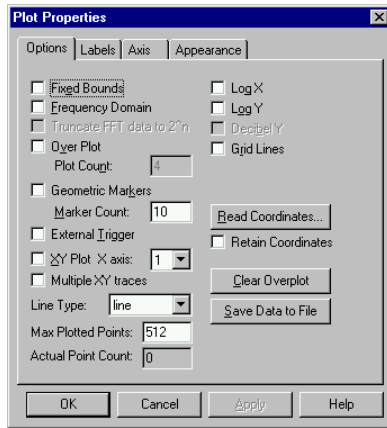 Plot Properties
Options Labels Axis Appearance
Fixed Bounds
Frequency Domain
Truncate FFT data to 2^n
Over Plot
Plot Count: 4
Geometric Markers
Marker Count: 10
External Trigger
XY Plot X axis: 1
Multiple XY traces
Line Type: line
Max Plotted Points: 512
Actual Point Count: 0
Log X
Log Y
Decibel Y
Grid Lines
Read Coordinates...
Retain Coordinates
Clear Overplot
Save Data to File
OK Cancel Apply Help